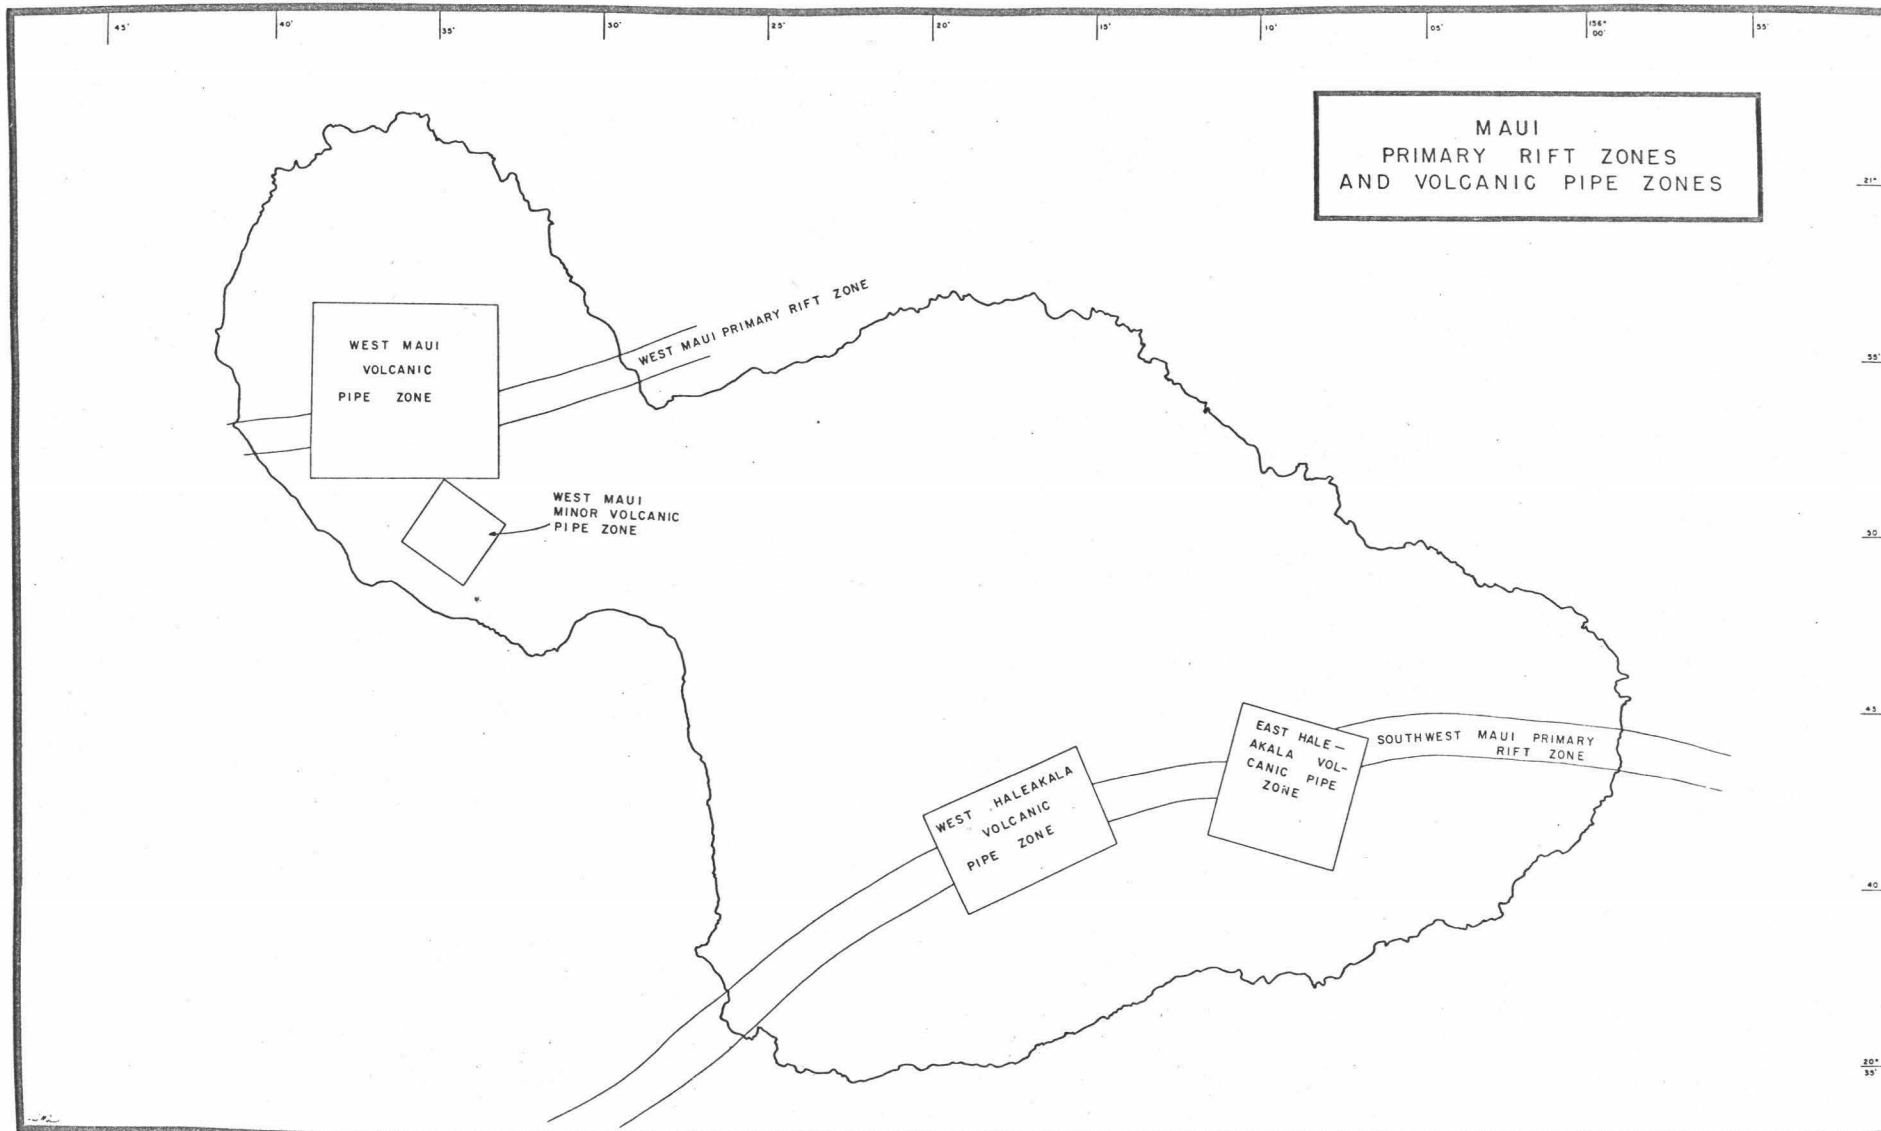 45'
40'
35'
30'
25'
20'
15'
10'
05'
156°
00'
55'
MAUI
PRIMARY RIFT ZONES
AND VOLCANIC PIPE ZONES
21°
55'
50'
45'
40'
20°
35'
WEST MAUI
VOLCANIC
PIPE ZONE
WEST MAUI PRIMARY RIFT ZONE
WEST MAUI
MINOR VOLCANIC
PIPE ZONE
WEST HALEAKALA
VOLCANIC
PIPE ZONE
EAST HALE—
AKALA VOL-
CANIC PIPE
ZONE
SOUTHWEST MAUI PRIMARY
RIFT ZONE